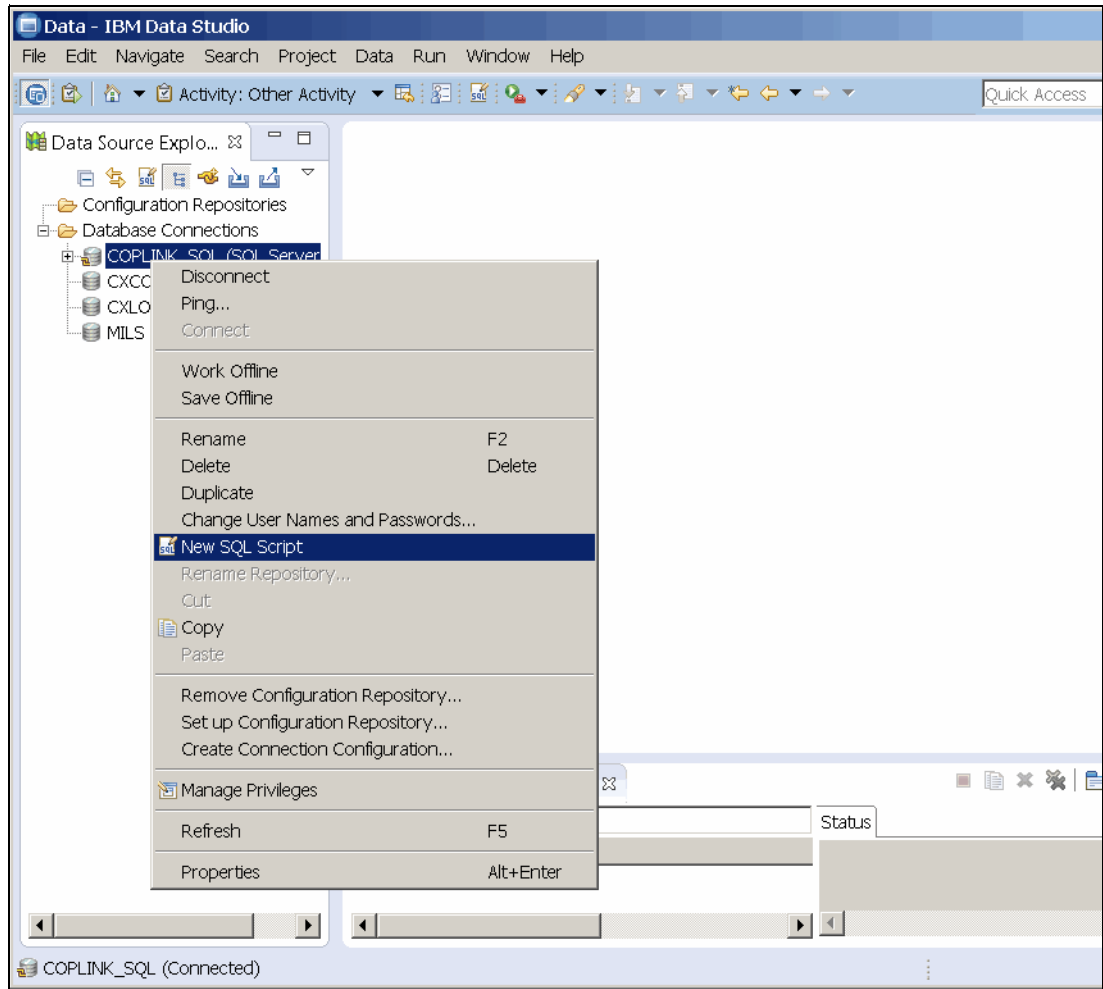 Data - IBM Data Studio
File Edit Navigate Search Project Data Run Window Help
Activity: Other Activity
Quick Access
Data Source Explo...
Configuration Repositories
Database Connections
COPLINK_SQL (SQL Server
CXCC
CXLO
MILS
Disconnect
Ping...
Connect
Work Offline
Save Offline
Rename F2
Delete Delete
Duplicate
Change User Names and Passwords...
New SQL Script
Rename Repository...
Cut
Copy
Paste
Remove Configuration Repository...
Set up Configuration Repository...
Create Connection Configuration...
Manage Privileges
Refresh F5
Properties Alt+Enter
Status
COPLINK_SQL (Connected)